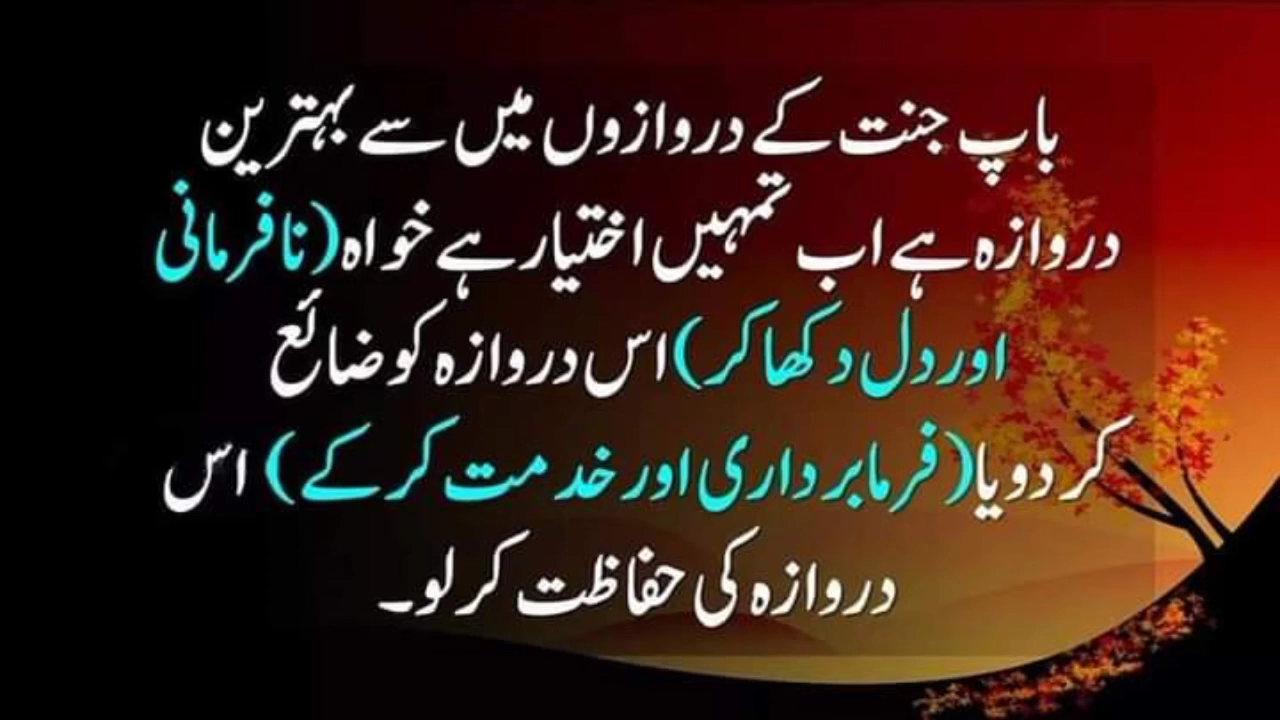 باپ جنت کے دروازوں میں سے بہترین
دروازہ ہے اب تمہیں اختیار ہے خواہ (نافرمانی
اور دل دکھا کر) اس دروازہ کو ضائع
کر دو یا (فرمابرداری اور خدمت کر کے) اس
دروازہ کی حفاظت کر لو۔